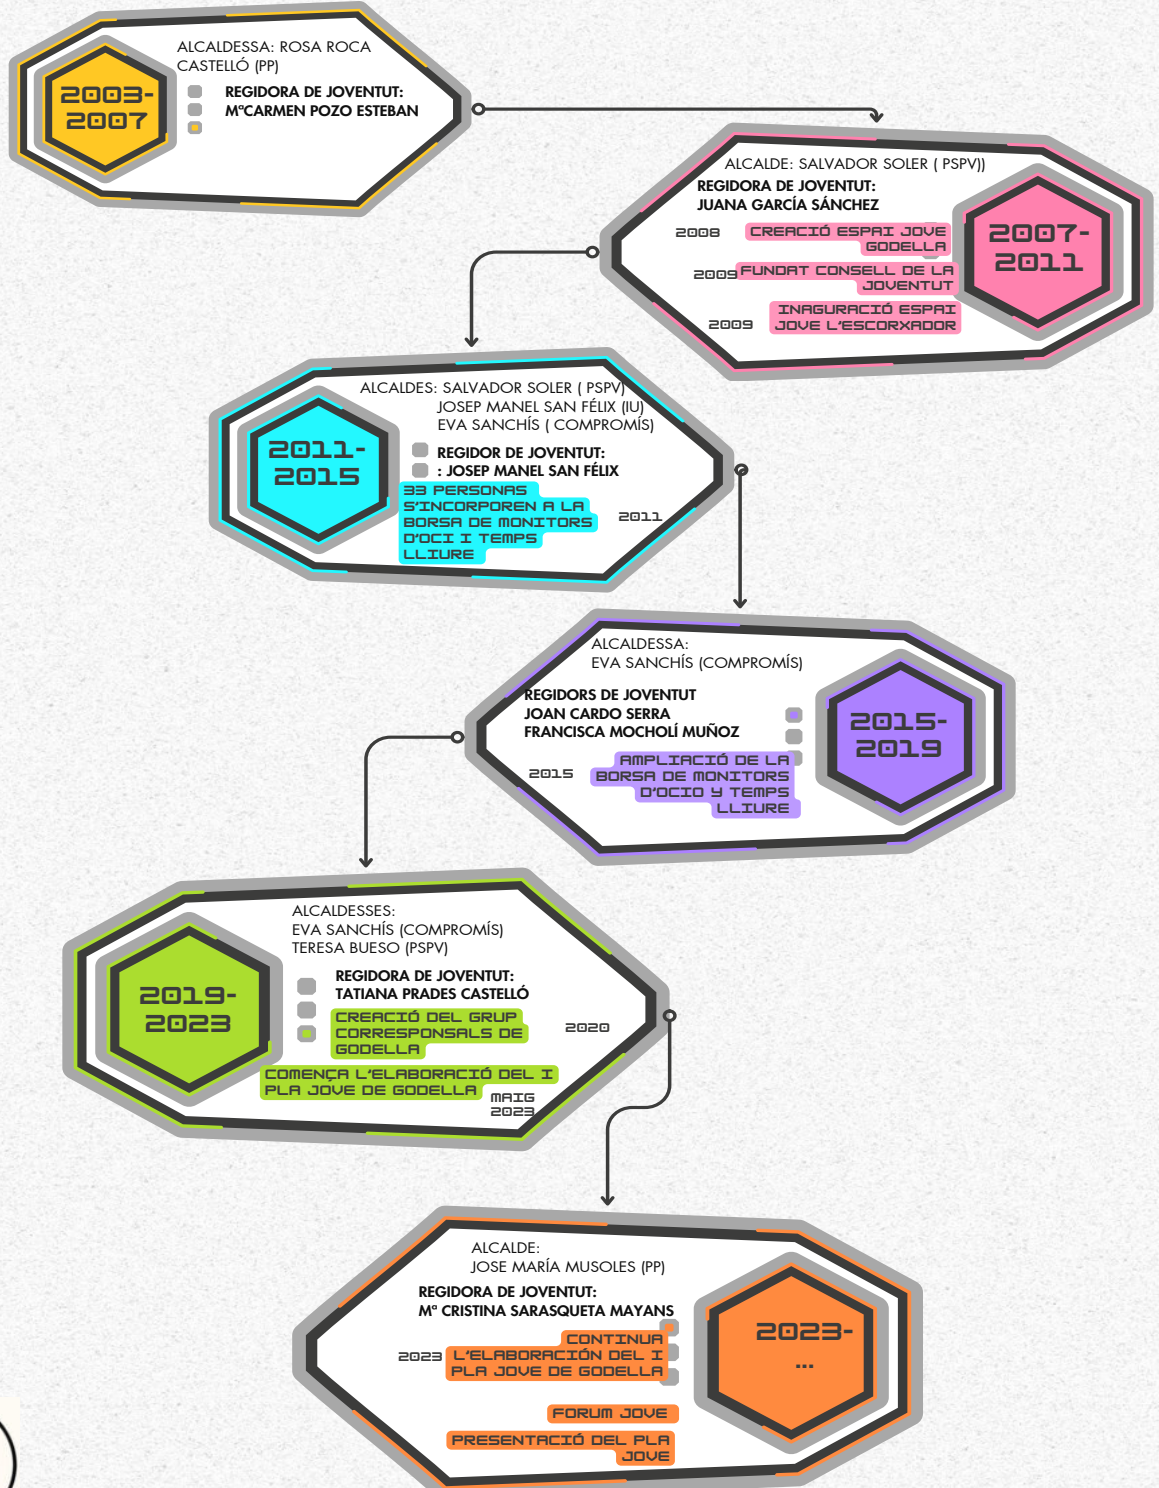 2003-
2007
ALCALDESSA: ROSA ROCA
CASTELLÓ (PP)
REGIDORA DE JOVENTUT:
MªCARMEN POZO ESTEBAN
ALCALDE: SALVADOR SOLER ( PSPV))
REGIDORA DE JOVENTUT:
JUANA GARCÍA SÁNCHEZ
2007-
2011
2008
CREACIÓ ESPAI JOVE
GODELLA
2009
FUNDAT CONSELL DE LA
JOVENTUT
2009
INAGURACIÓ ESPAI
JOVE L'ESCORXADOR
2011-
2015
ALCALDES: SALVADOR SOLER ( PSPV)
JOSEP MANEL SAN FÉLIX (IU)
EVA SANCHÍS ( COMPROMÍS)
REGIDOR DE JOVENTUT:
: JOSEP MANEL SAN FÉLIX
33 PERSONAS
S'INCORPOREN A LA
BORSA DE MONITORS
D'OCI I TEMPS
LLIURE
2011
ALCALDESSA:
EVA SANCHÍS (COMPROMÍS)
REGIDORS DE JOVENTUT
JOAN CARDO SERRA
FRANCISCA MOCHOLÍ MUÑOZ
2015-
2019
2015
AMPLIACIÓ DE LA
BORSA DE MONITORS
D'OCIO Y TEMPS
LLIURE
2019-
2023
ALCALDESSES:
EVA SANCHÍS (COMPROMÍS)
TERESA BUESO (PSPV)
REGIDORA DE JOVENTUT:
TATIANA PRADES CASTELLÓ
CREACIÓ DEL GRUP
CORRESPONSALS DE
GODELLA
2020
COMENÇA L'ELABORACIÓ DEL I
PLA JOVE DE GODELLA
MAIG
2023
ALCALDE:
JOSE MARÍA MUSOLES (PP)
REGIDORA DE JOVENTUT:
Mª CRISTINA SARASQUETA MAYANS
2023-
...
2023
CONTINUA
L'ELABORACIÓN DEL I
PLA JOVE DE GODELLA
FORUM JOVE
PRESENTACIÓ DEL PLA
JOVE